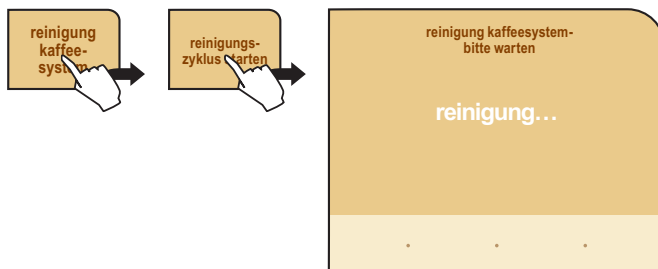 reinigung
kaffee-
system
reinigungs-
zyklus starten
reinigung kaffeesystem-
bitte warten
reinigung...